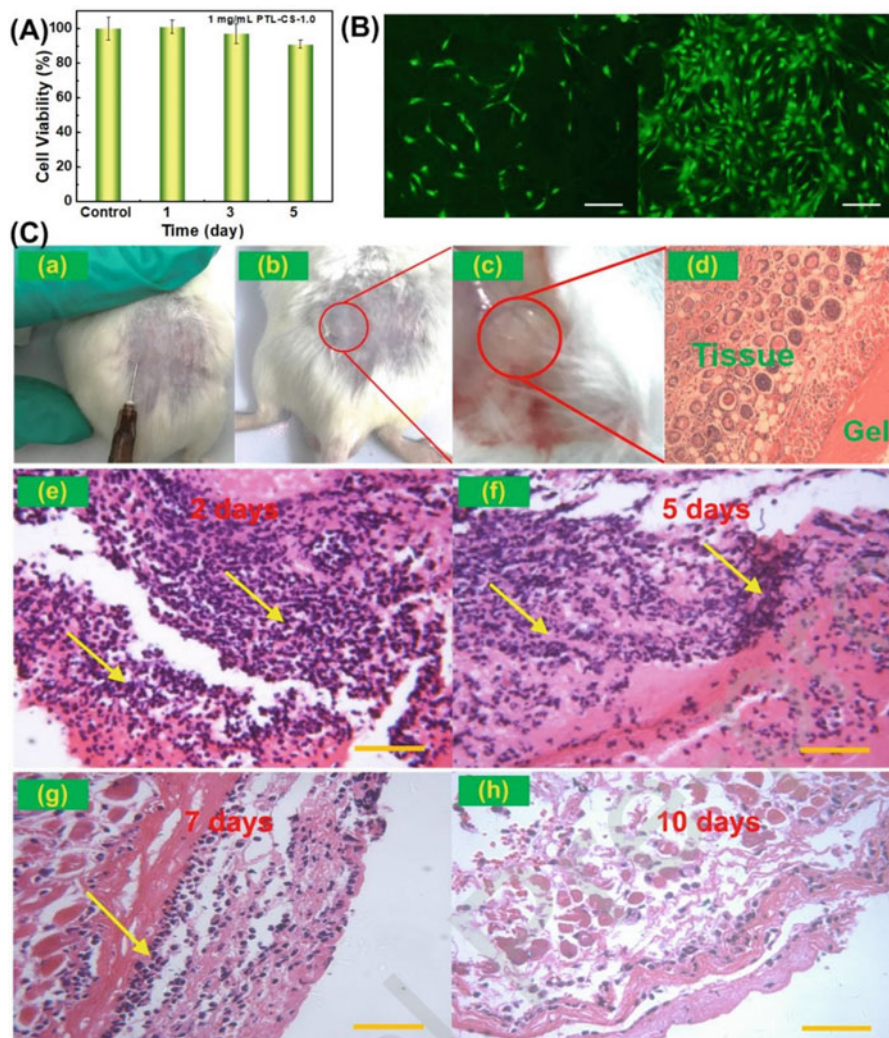 (A)
1 mg/mL PTL-CS-1.0
Cell Viability (%)
100
80
60
40
20
0
Control 1 3 5
Time (day)
(B)
(C)
(a)
(b)
(c)
(d)
Tissue
Gel
(e)
2 days
(f)
5 days
(g)
7 days
(h)
10 days